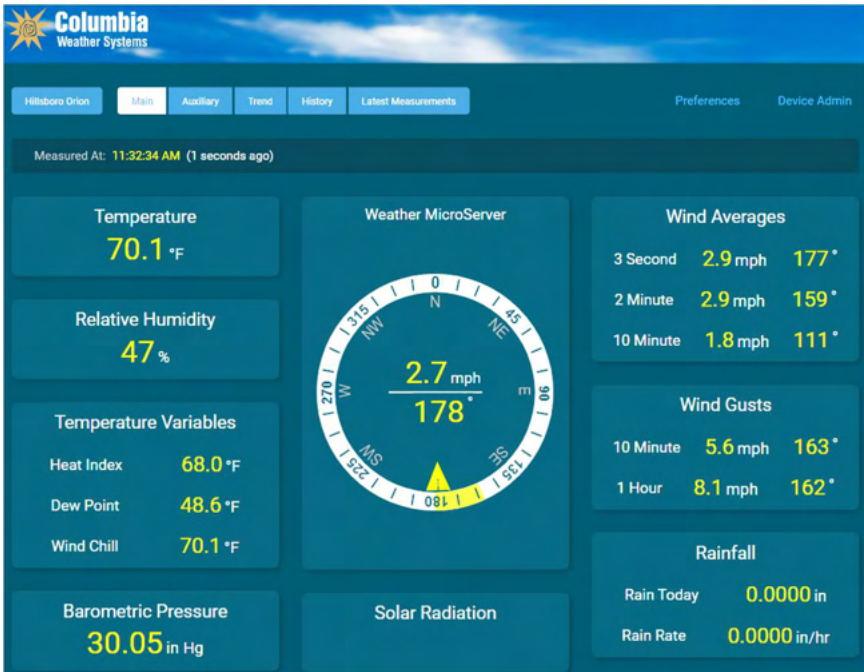 Columbia
Weather Systems
Hillsboro Orion
Main
Auxiliary
Trend
History
Latest Measurements
Preferences
Device Admin
Measured At: 11:32:34 AM (1 seconds ago)
Temperature
70.1 °F
Relative Humidity
47 %
Temperature Variables
Heat Index 68.0 °F
Dew Point 48.6 °F
Wind Chill 70.1 °F
Barometric Pressure
30.05 in Hg
Weather MicroServer
0
N
315
NW
45
NE
270
W
2.7 mph
178°
E
90
SW
225
SE
135
180
Solar Radiation
Wind Averages
3 Second 2.9 mph 177°
2 Minute 2.9 mph 159°
10 Minute 1.8 mph 111°
Wind Gusts
10 Minute 5.6 mph 163°
1 Hour 8.1 mph 162°
Rainfall
Rain Today 0.0000 in
Rain Rate 0.0000 in/hr